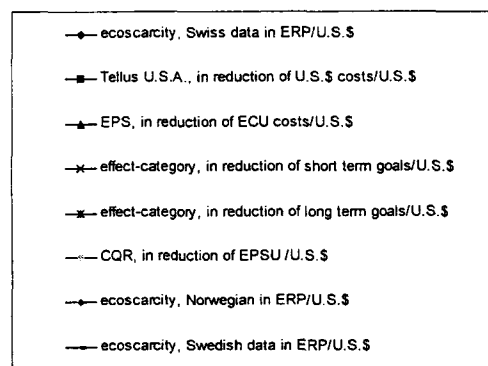 ecoscarcity, Swiss data in ERP/U.S.$
Tellus U.S.A., in reduction of U.S.$ costs/U.S.$
EPS, in reduction of ECU costs/U.S.$
effect-category, in reduction of short term goals/U.S.$
effect-category, in reduction of long term goals/U.S.$
CQR, in reduction of EPSU /U.S.$
ecoscarcity, Norwegian in ERP/U.S.$
ecoscarcity, Swedish data in ERP/U.S.$